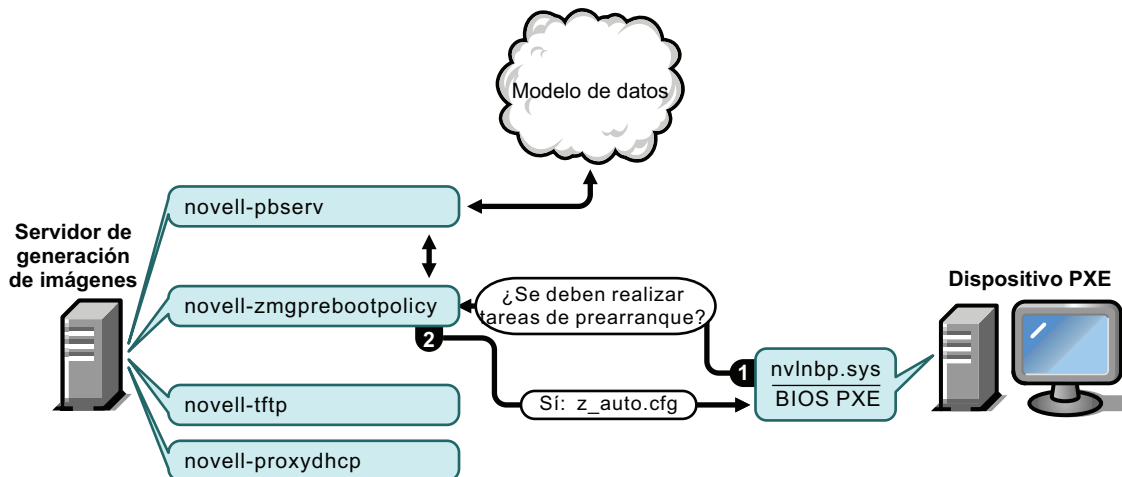 Modelo de datos
novell-pbserv
Servidor de
generación
de imágenes
¿Se deben realizar
tareas de prearranque?
Dispositivo PXE
novell-zmgprebootpolicy
2
1
nvlnbp.sys
BIOS PXE
Sí: z_auto.cfg
novell-tftp
novell-proxydhcp